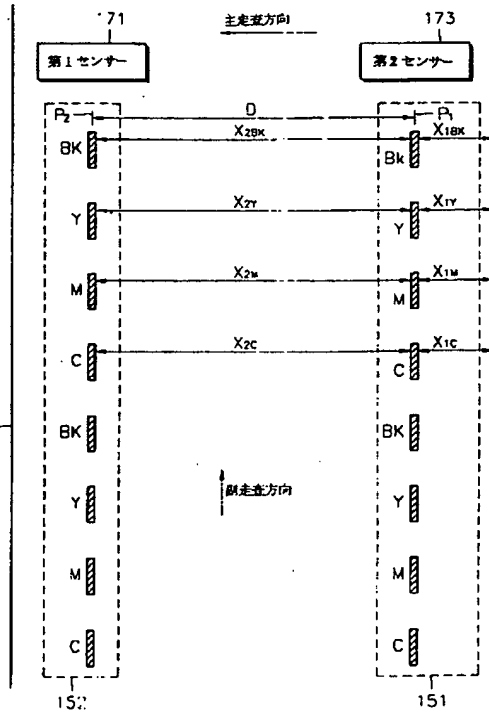 171
主走査方向
173
第1センサー
第2センサー
P2 D P1
BK X2BK Bk X1BK
Y X2Y Y X1Y
M X2M M X1M
C X2C C X1C
BK BK
副走査方向
Y Y
M M
C C
152 151